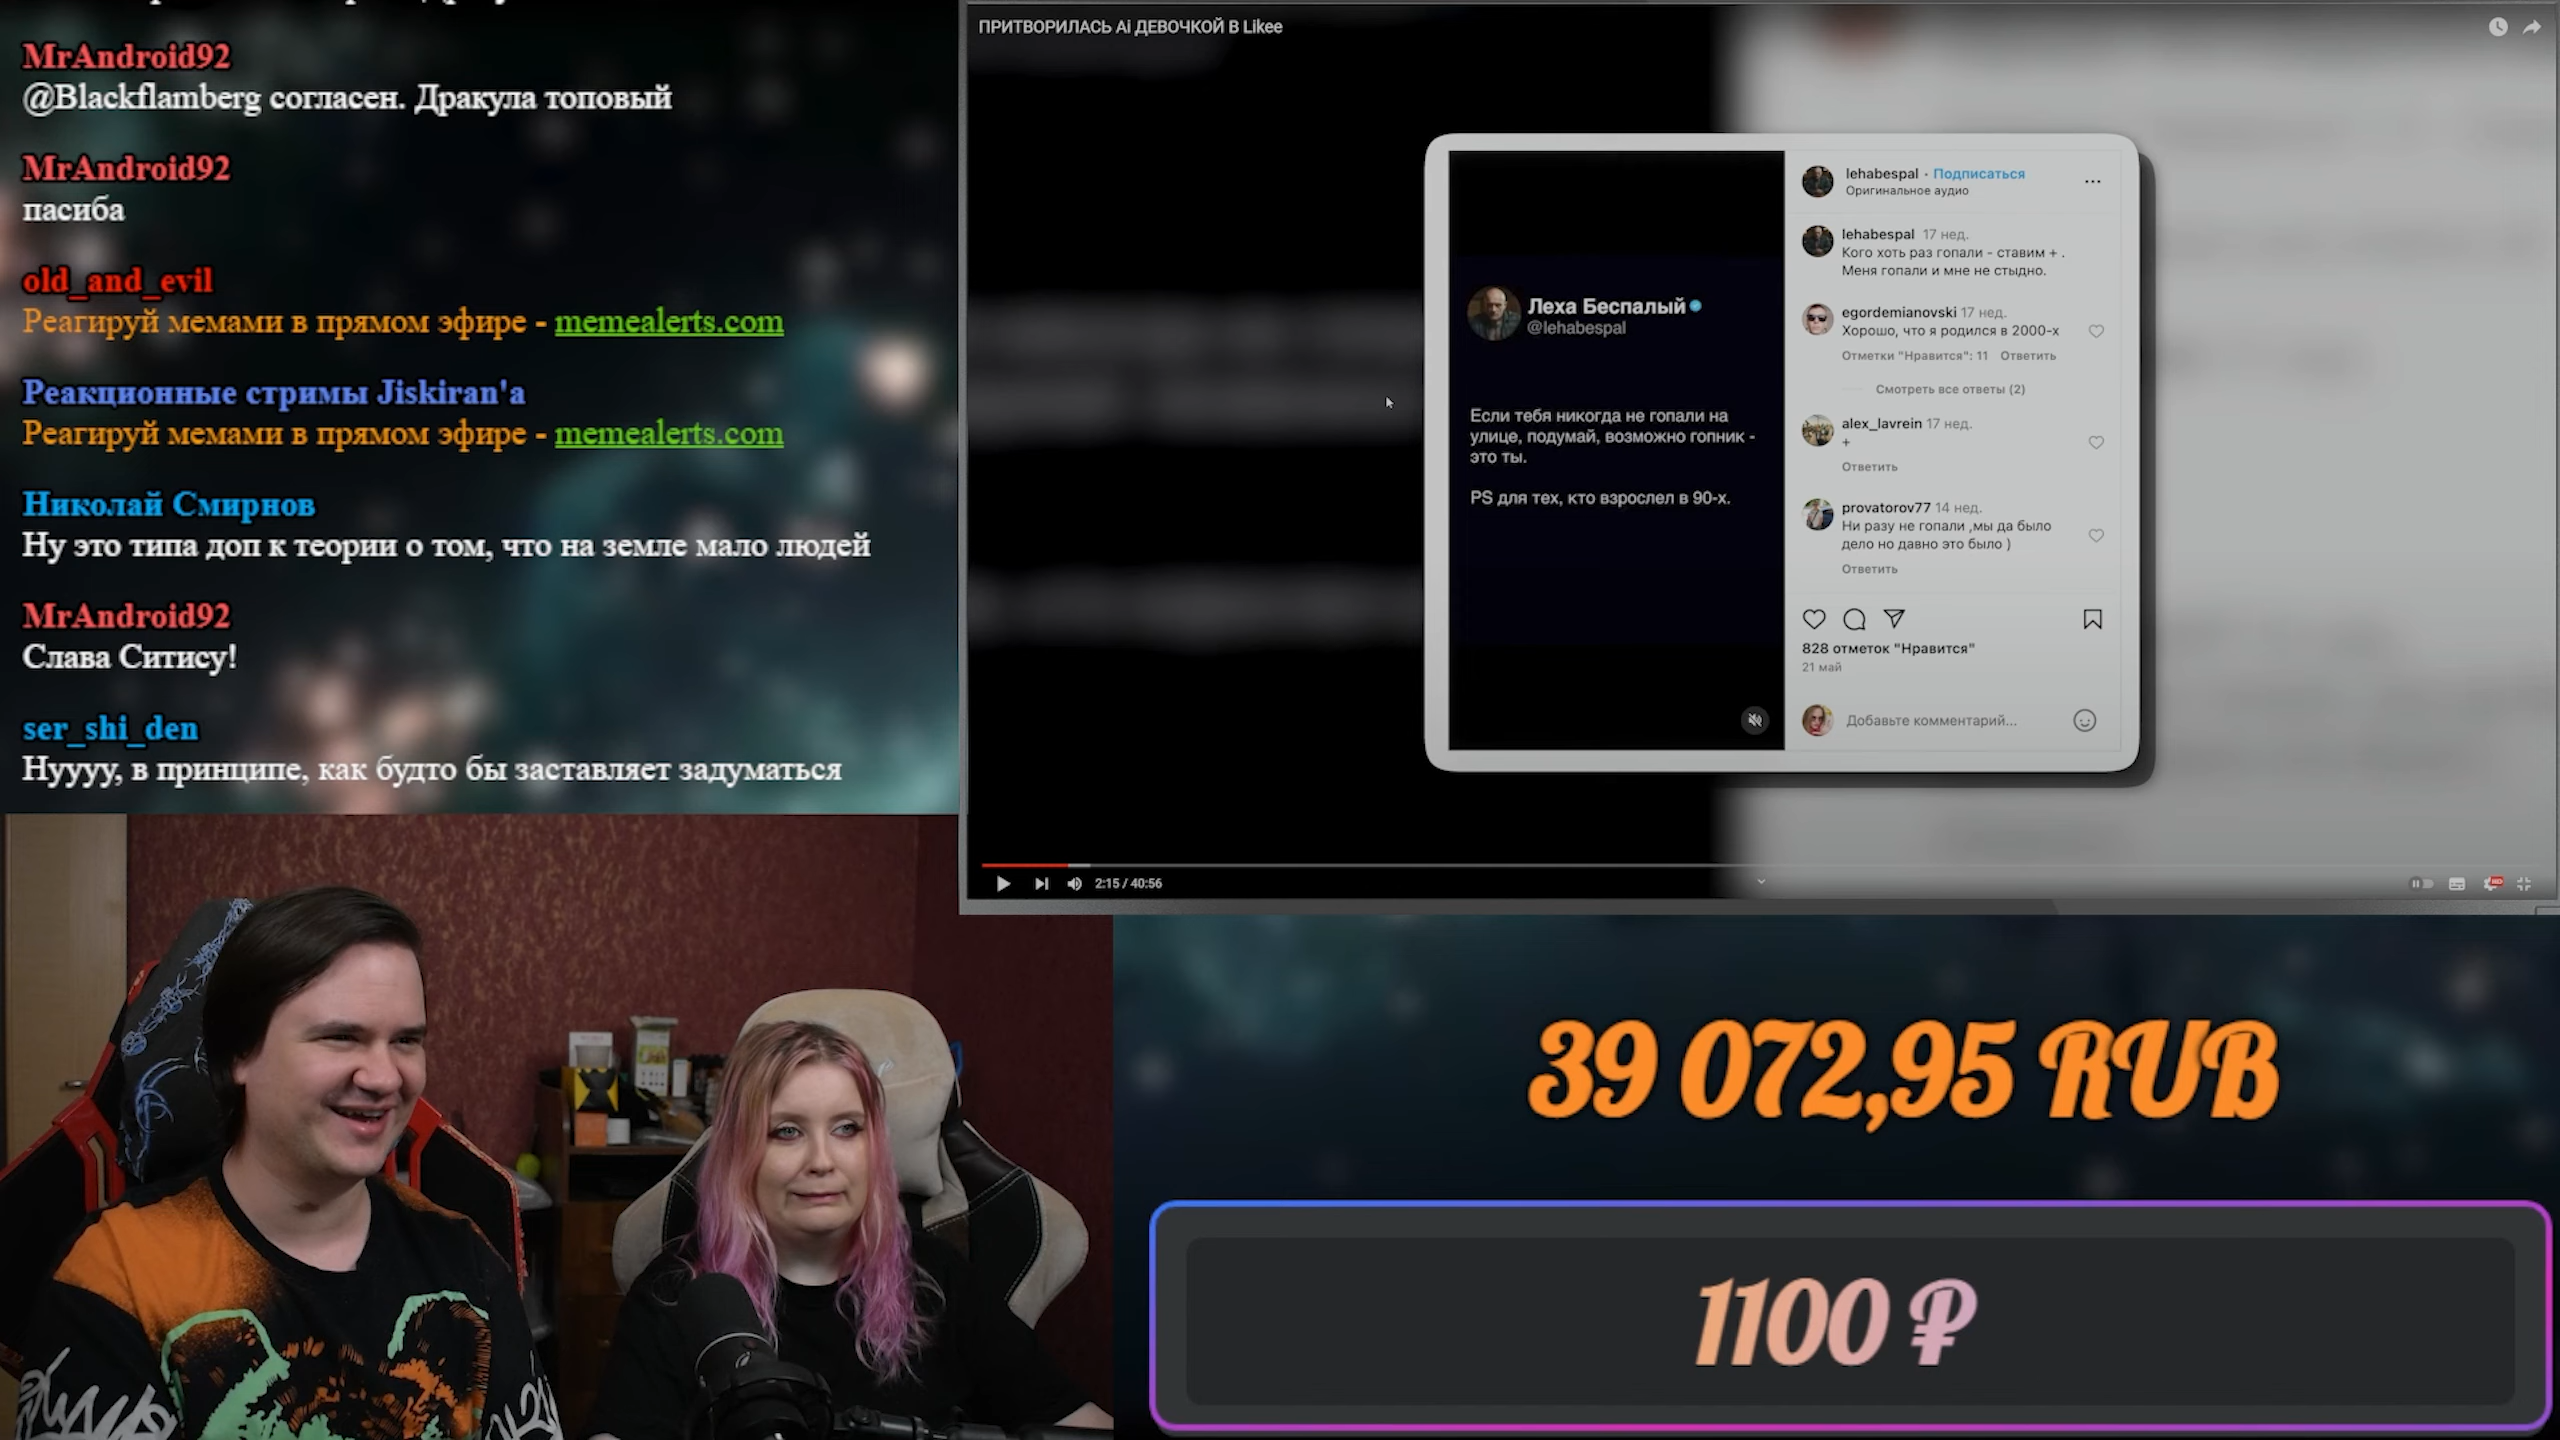 MrAndroid92
@Blackflamberg согласен. Дракула топовый
MrAndroid92
пасиба
old_and_evil
Реагируй мемами в прямом эфире - memealerts.com
Реакционные стримы Jiskiran'a
Реагируй мемами в прямом эфире - memealerts.com
Николай Смирнов
Ну это типа доп к теории о том, что на земле мало людей
MrAndroid92
Слава Ситису!
ser_shi_den
Нуууу, в принципе, как будто бы заставляет задуматься
ПРИТВОРИЛАСЬ Ai ДЕВОЧКОЙ В Likee
Леха Беспалый
@lehabespal
Если тебя никогда не гопали на
улице, подумай, возможно гопник -
это ты.
PS для тех, кто взрослел в 90-х.
lehabespal · Подписаться
Оригинальное аудио
lehabespal 17 нед.
Кого хоть раз гопали - ставим + .
Меня гопали и мне не стыдно.
egordemianovski 17 нед.
Хорошо, что я родился в 2000-х
Отметки "Нравится": 11 Ответить
Смотреть все ответы (2)
alex_lavrein 17 нед.
+
Ответить
provatorov77 14 нед.
Ни разу не гопали ,мы да было
дело но давно это было )
Ответить
828 отметок "Нравится"
21 май
Добавьте комментарий...
2:15 / 40:56
HD
39 072,95 RUB
1100 ₽